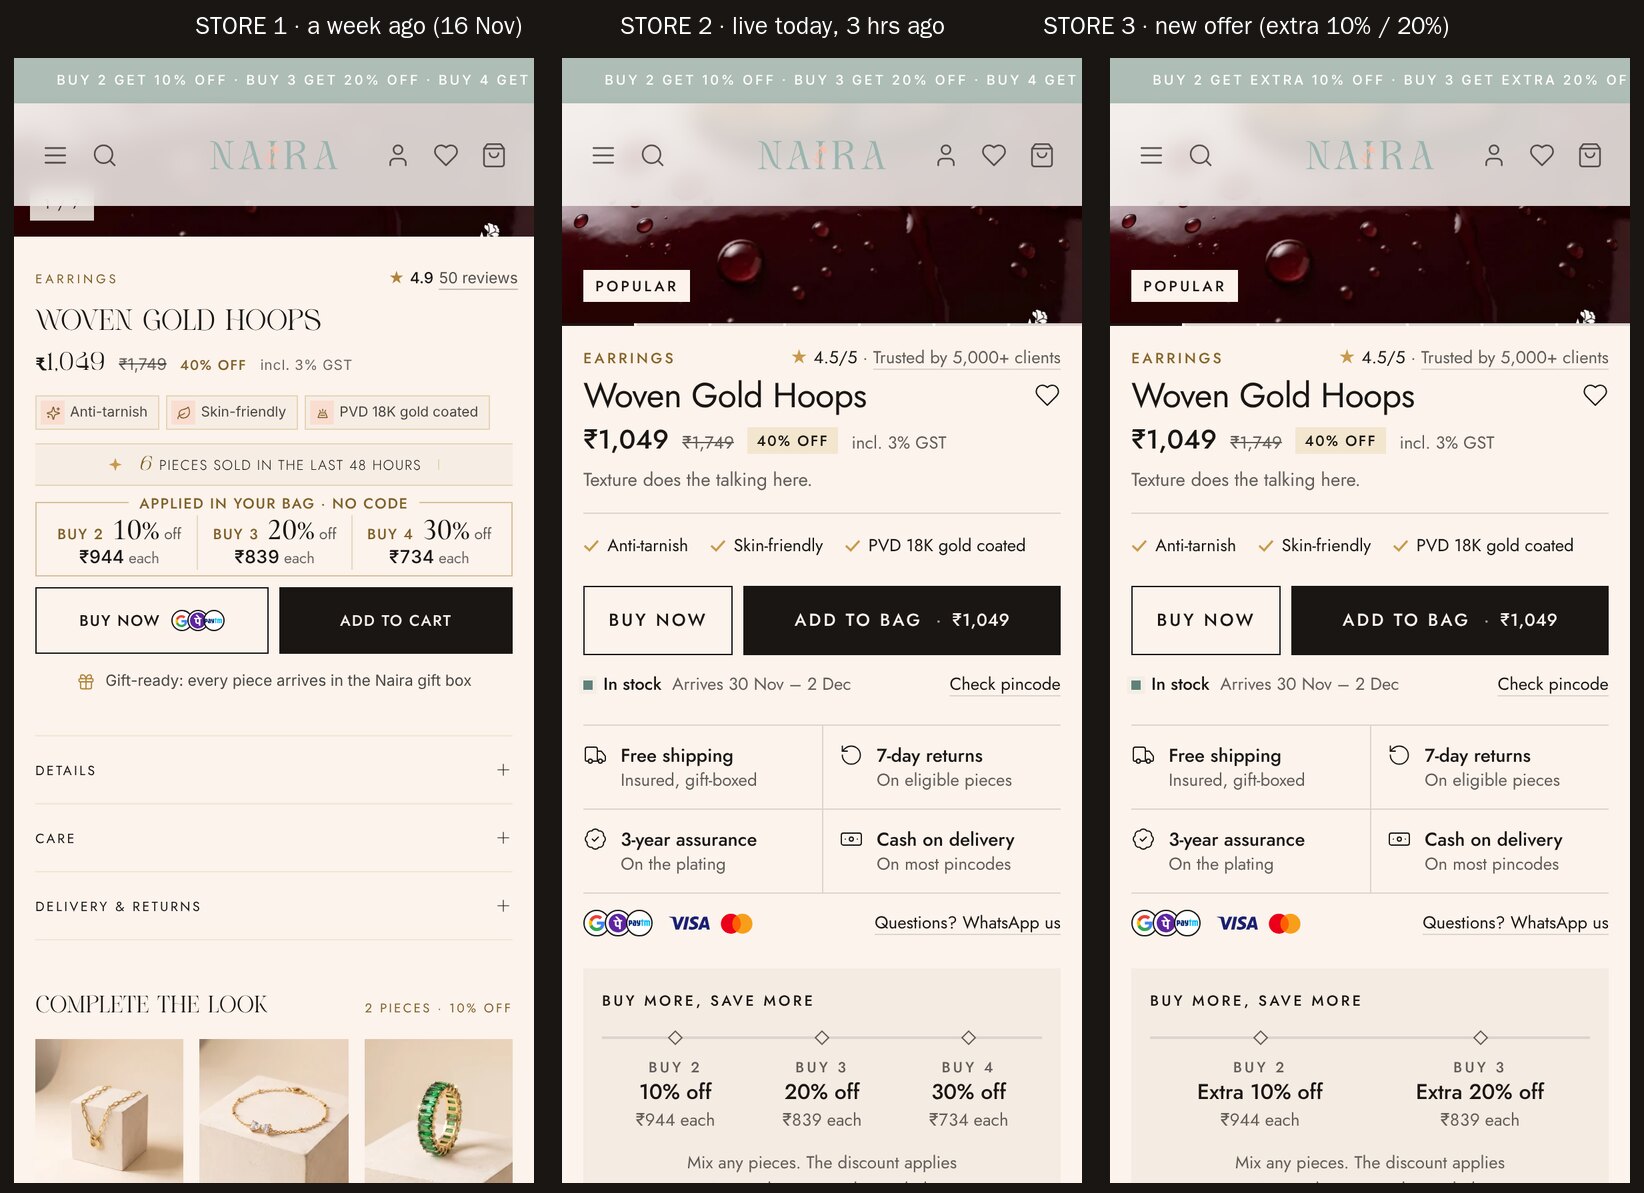 STORE 1 · a week ago (16 Nov)
BUY 2 GET 10% OFF · BUY 3 GET 20% OFF · BUY 4 GET
NAIRA
EARRINGS
★ 4.9 50 reviews
WOVEN GOLD HOOPS
₹1,049 ₹1,749 40% OFF incl. 3% GST
Anti-tarnish Skin-friendly PVD 18K gold coated
6 PIECES SOLD IN THE LAST 48 HOURS
APPLIED IN YOUR BAG · NO CODE
BUY 2 10% off BUY 3 20% off BUY 4 30% off
₹944 each ₹839 each ₹734 each
BUY NOW G पे paytm ADD TO CART
Gift-ready: every piece arrives in the Naira gift box
DETAILS
CARE
DELIVERY & RETURNS
COMPLETE THE LOOK 2 PIECES · 10% OFF
STORE 2 · live today, 3 hrs ago
BUY 2 GET 10% OFF · BUY 3 GET 20% OFF · BUY 4 GET
NAIRA
POPULAR
EARRINGS ★ 4.5/5 · Trusted by 5,000+ clients
Woven Gold Hoops
₹1,049 ₹1,749 40% OFF incl. 3% GST
Texture does the talking here.
Anti-tarnish Skin-friendly PVD 18K gold coated
BUY NOW ADD TO BAG · ₹1,049
In stock Arrives 30 Nov – 2 Dec Check pincode
Free shipping 7-day returns
Insured, gift-boxed On eligible pieces
3-year assurance Cash on delivery
On the plating On most pincodes
G पे paytm VISA Questions? WhatsApp us
BUY MORE, SAVE MORE
BUY 2 BUY 3 BUY 4
10% off 20% off 30% off
₹944 each ₹839 each ₹734 each
Mix any pieces. The discount applies
STORE 3 · new offer (extra 10% / 20%)
BUY 2 GET EXTRA 10% OFF · BUY 3 GET EXTRA 20% OF
NAIRA
POPULAR
EARRINGS ★ 4.5/5 · Trusted by 5,000+ clients
Woven Gold Hoops
₹1,049 ₹1,749 40% OFF incl. 3% GST
Texture does the talking here.
Anti-tarnish Skin-friendly PVD 18K gold coated
BUY NOW ADD TO BAG · ₹1,049
In stock Arrives 30 Nov – 2 Dec Check pincode
Free shipping 7-day returns
Insured, gift-boxed On eligible pieces
3-year assurance Cash on delivery
On the plating On most pincodes
G पे paytm VISA Questions? WhatsApp us
BUY MORE, SAVE MORE
BUY 2 BUY 3
Extra 10% off Extra 20% off
₹944 each ₹839 each
Mix any pieces. The discount applies